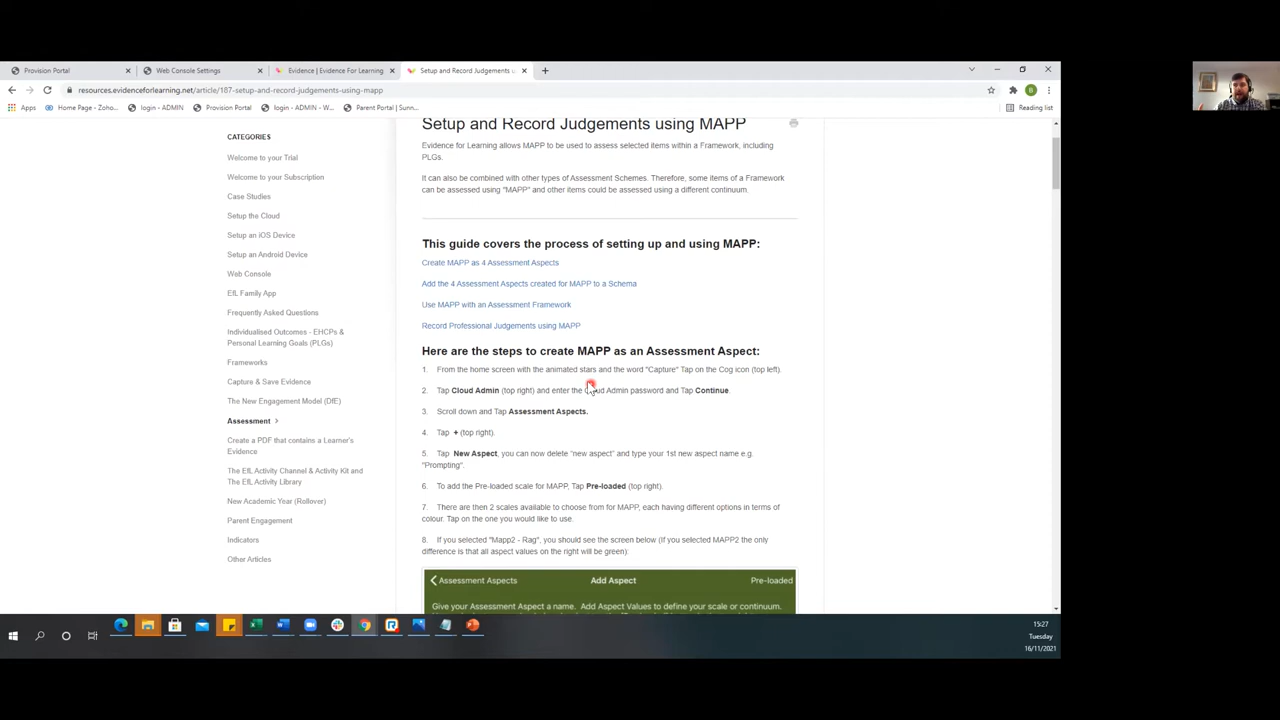 Provision Portal
Web Console Settings
Evidence | Evidence For Learning
Setup and Record Judgements us
resources.evidenceforlearning.net/article/187-setup-and-record-judgements-using-mapp
B
Apps
Home Page - Zoho...
login - ADMIN
Provision Portal
login - ADMIN - W...
Parent Portal | Sunn...
Reading list
CATEGORIES
Welcome to your Trial
Welcome to your Subscription
Case Studies
Setup the Cloud
Setup an iOS Device
Setup an Android Device
Web Console
EfL Family App
Frequently Asked Questions
Individualised Outcomes - EHCPs &
Personal Learning Goals (PLGs)
Frameworks
Capture & Save Evidence
The New Engagement Model (DfE)
Assessment
Create a PDF that contains a Learner's
Evidence
The EfL Activity Channel & Activity Kit and
The EfL Activity Library
New Academic Year (Rollover)
Parent Engagement
Indicators
Other Articles
Setup and Record Judgements using MAPP
Evidence for Learning allows MAPP to be used to assess selected items within a Framework, including
PLGs.
It can also be combined with other types of Assessment Schemes. Therefore, some items of a Framework
can be assessed using "MAPP" and other items could be assessed using a different continuum.
This guide covers the process of setting up and using MAPP:
Create MAPP as 4 Assessment Aspects
Add the 4 Assessment Aspects created for MAPP to a Schema
Use MAPP with an Assessment Framework
Record Professional Judgements using MAPP
Here are the steps to create MAPP as an Assessment Aspect:
1. From the home screen with the animated stars and the word "Capture" Tap on the Cog icon (top left).
2. Tap Cloud Admin (top right) and enter the Cloud Admin password and Tap Continue.
3. Scroll down and Tap Assessment Aspects.
4. Tap + (top right).
5. Tap New Aspect, you can now delete "new aspect" and type your 1st new aspect name e.g.
"Prompting".
6. To add the Pre-loaded scale for MAPP, Tap Pre-loaded (top right).
7. There are then 2 scales available to choose from for MAPP, each having different options in terms of
colour. Tap on the one you would like to use.
8. If you selected "Mapp2 - Rag", you should see the screen below (If you selected MAPP2 the only
difference is that all aspect values on the right will be green):
Assessment Aspects
Add Aspect
Pre-loaded
Give your Assessment Aspect a name. Add Aspect Values to define your scale or continuum.
15:27
Tuesday
16/11/2021